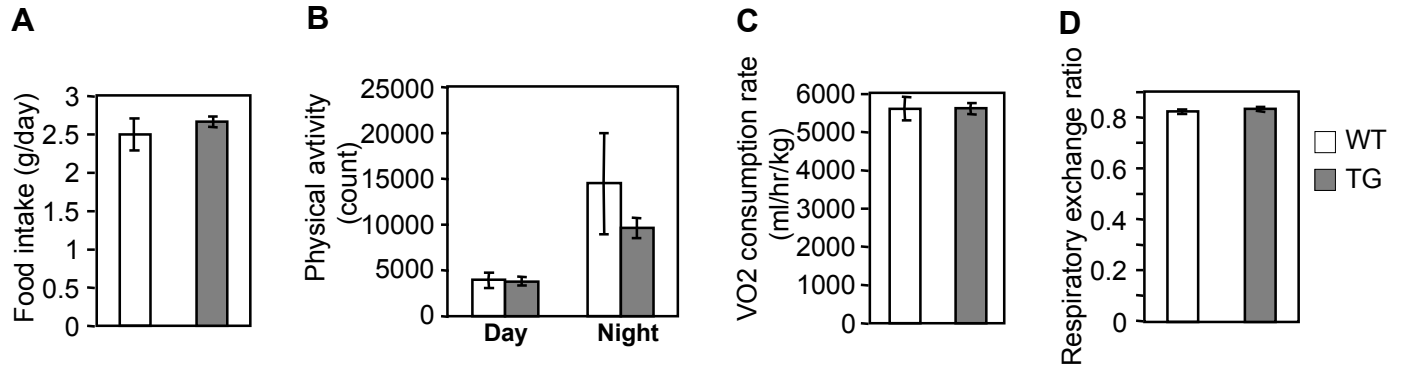 A
Food intake (g/day)
3
2.5
2
1.5
1
0.5
0
B
Physical avtivity
(count)
25000
20000
15000
10000
5000
0
Day Night
C
VO2 consumption rate
(ml/hr/kg)
6000
5000
4000
3000
2000
1000
0
D
Respiratory exchange ratio
0.8
0.6
0.4
0.2
0
WT
TG